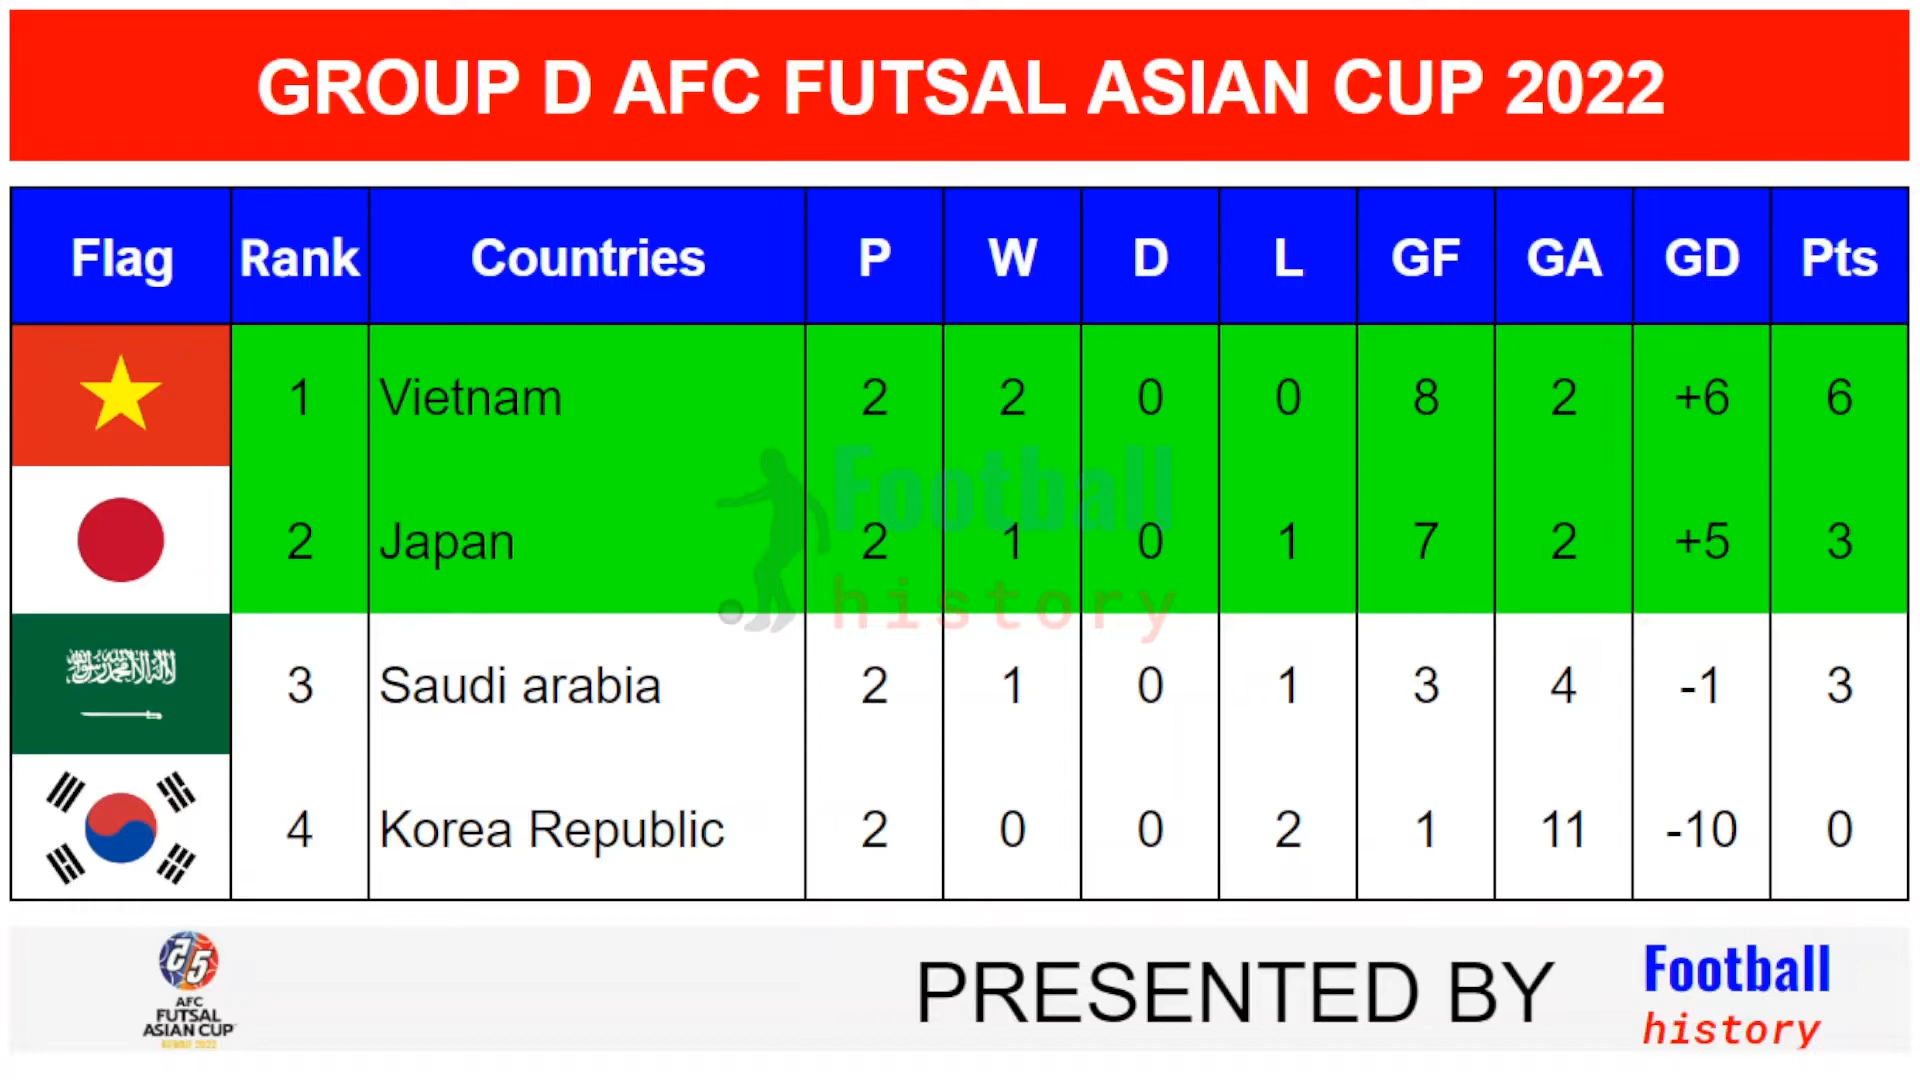 GROUP D AFC FUTSAL ASIAN CUP 2022
Flag Rank Countries P W D L GF GA GD Pts
1 Vietnam 2 2 0 0 8 2 +6 6
2 Japan 2 1 0 1 7 2 +5 3
3 Saudi arabia 2 1 0 1 3 4 -1 3
4 Korea Republic 2 0 0 2 1 11 -10 0
Football
history
25
AFC
FUTSAL
ASIAN CUP
KUWAIT 2022
PRESENTED BY
Football
history